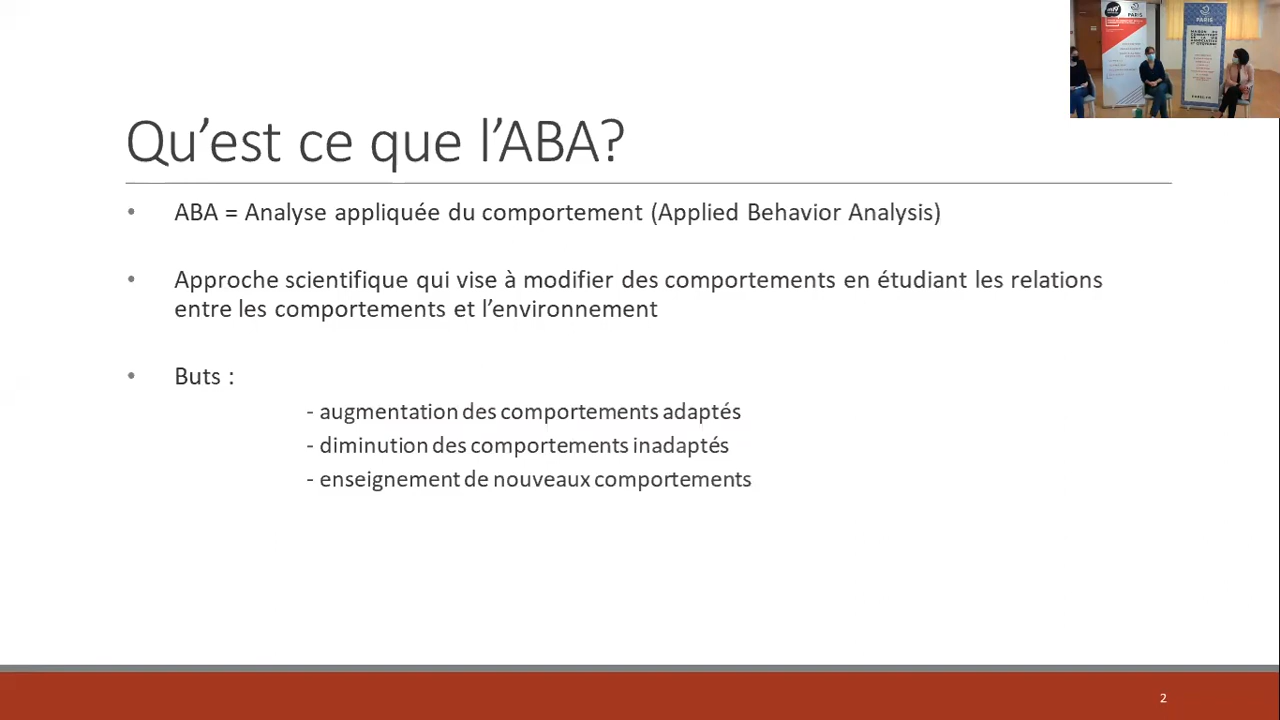 Qu’est ce que l’ABA?
• ABA = Analyse appliquée du comportement (Applied Behavior Analysis)
• Approche scientifique qui vise à modifier des comportements en étudiant les relations
entre les comportements et l’environnement
• Buts :
- augmentation des comportements adaptés
- diminution des comportements inadaptés
- enseignement de nouveaux comportements
2
PARIS
PARIS